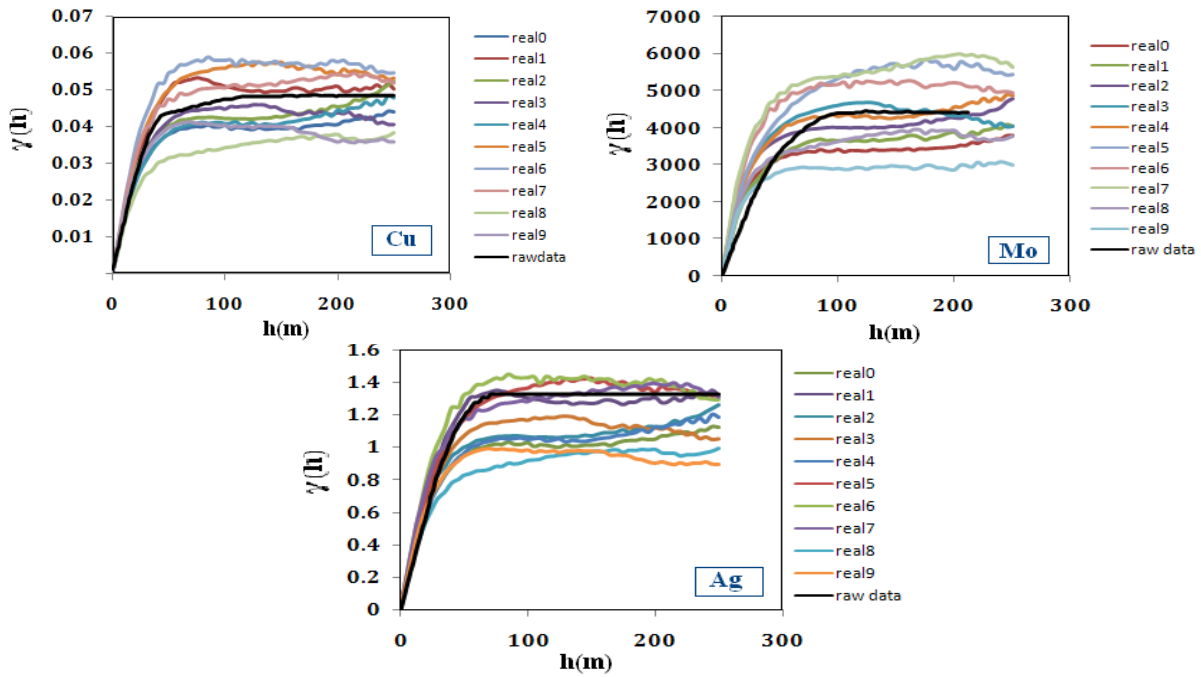 0.07
0.06
0.05
0.04
0.03
0.02
0.01
γ(h)
0
100
200
300
h(m)
Cu
real0
real1
real2
real3
real4
real5
real6
real7
real8
real9
rawdata
7000
6000
5000
4000
3000
2000
1000
0
γ(h)
0
100
200
300
h(m)
Mo
real0
real1
real2
real3
real4
real5
real6
real7
real8
real9
raw data
1.6
1.4
1.2
1
0.8
0.6
0.4
0.2
0
γ(h)
0
100
200
300
h(m)
Ag
real0
real1
real2
real3
real4
real5
real6
real7
real8
real9
raw data